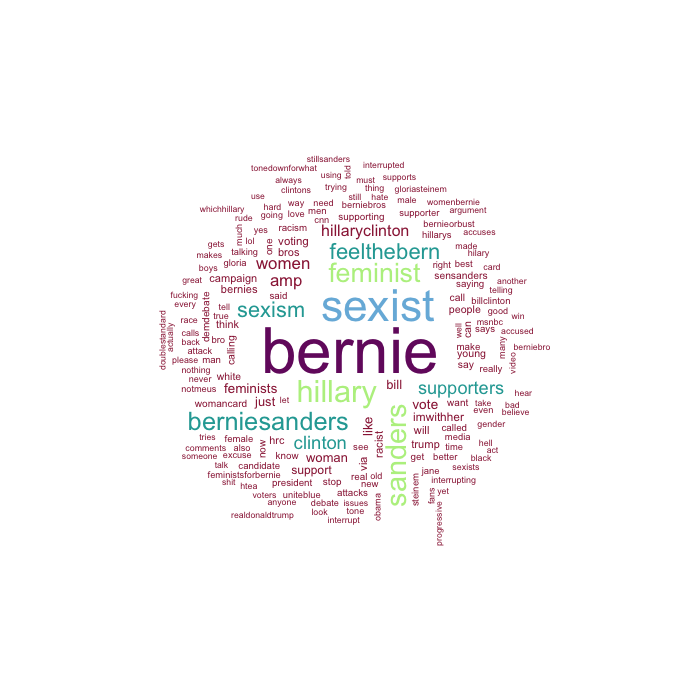 stillsanders
tonedownforwhat told interrupted
always using must supports
clintons trying thing gloriasteinem
use way need still hate male womenbernie
whichhillary hard love men berniebros supporter argument
rude going cnn supporting bernieorbust
much yes racism hillaryclinton hillarys accuses
gets lol one voting feelthebern made
makes talking bros hilary
boys gloria women feminist right best card
great campaign amp sensanders another
fucking bernies said sexist saying telling
every sexism call billclinton
race demdebate tell people good win
doublestandard actually true think bernie well can msnbc accused
calls says
back bro calling make many berniebro
attack man young video
please say really
nothing white
never feminists hillary bill supporters hear
notmeus want take bad
womancard just let sanders vote even believe
berniesanders like imwithher gender
tries female now hrc clinton see racist will called hell
comments also trump media act
someone excuse know woman via get better time black
talk candidate support real old jane sexists
feministsforbernie new steinem interrupting
shit htea president stop attacks fans yet
voters uniteblue obama
anyone debate issues
realdonaldtrump look tone progressive
interrupt